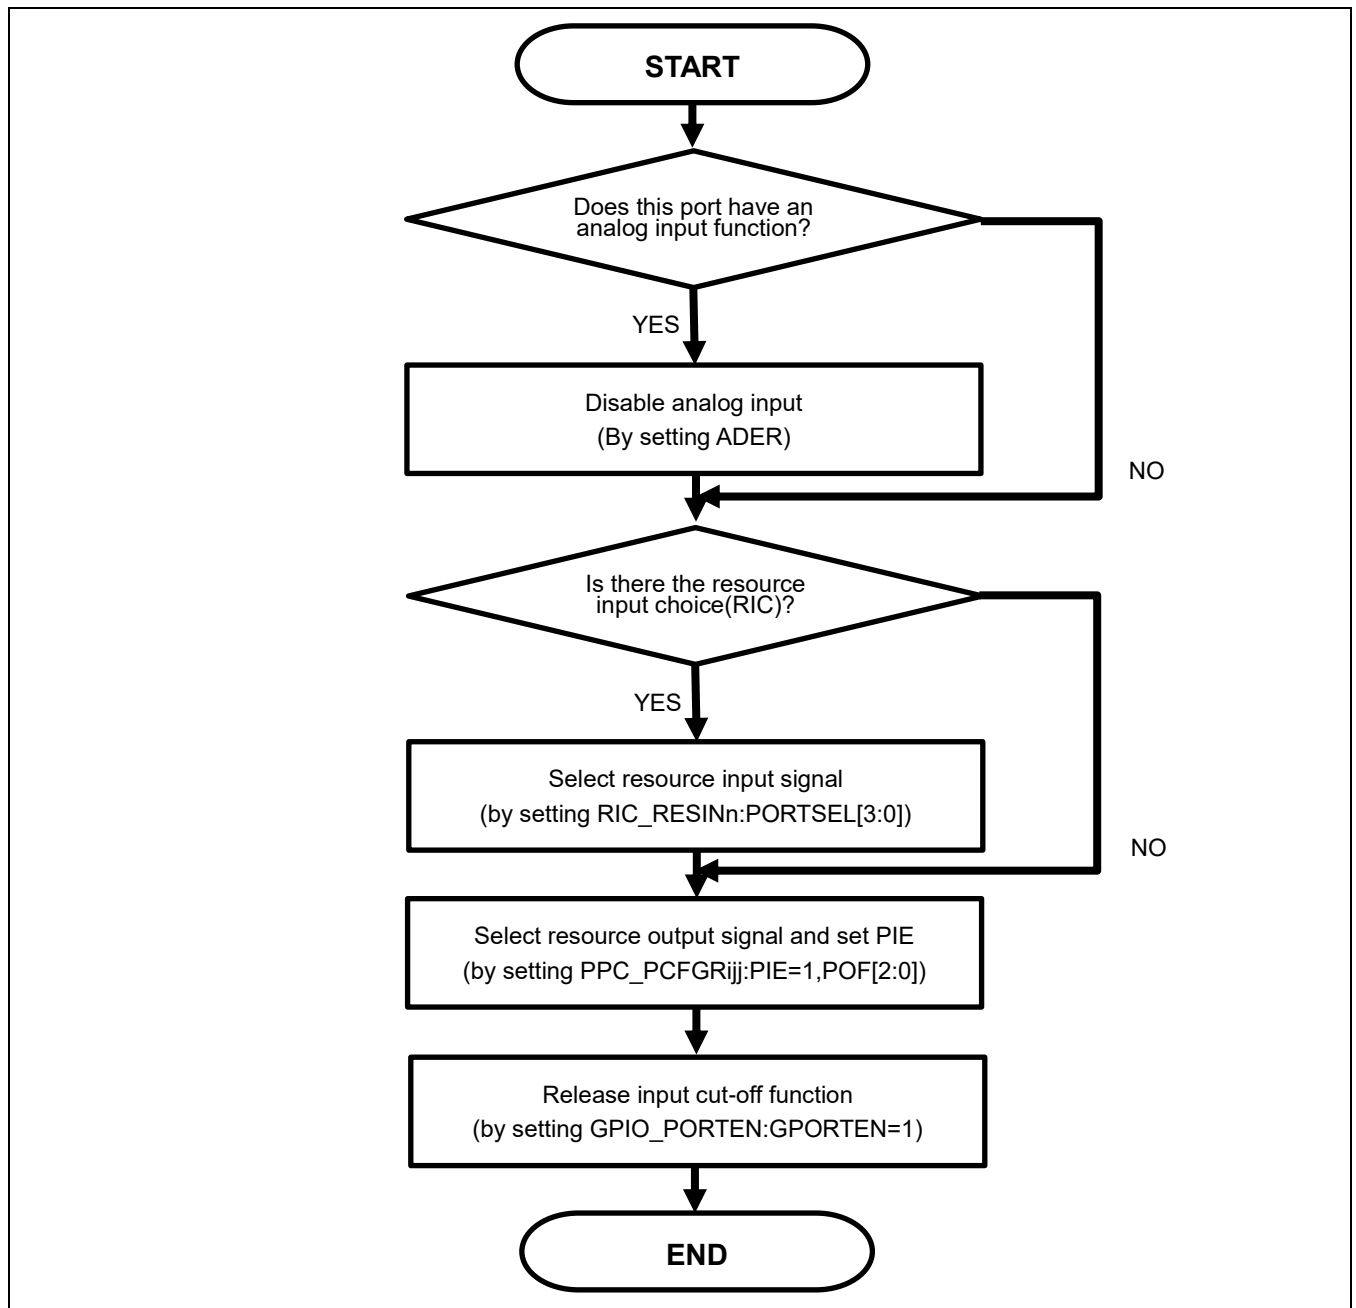 START
Does this port have an
analog input function?
YES
Disable analog input
(By setting ADER)
NO
Is there the resource
input choice(RIC)?
YES
Select resource input signal
(by setting RIC_RESINn:PORTSEL[3:0])
NO
Select resource output signal and set PIE
(by setting PPC_PCFGRijj:PIE=1,POF[2:0])
Release input cut-off function
(by setting GPIO_PORTEN:GPORTEN=1)
END